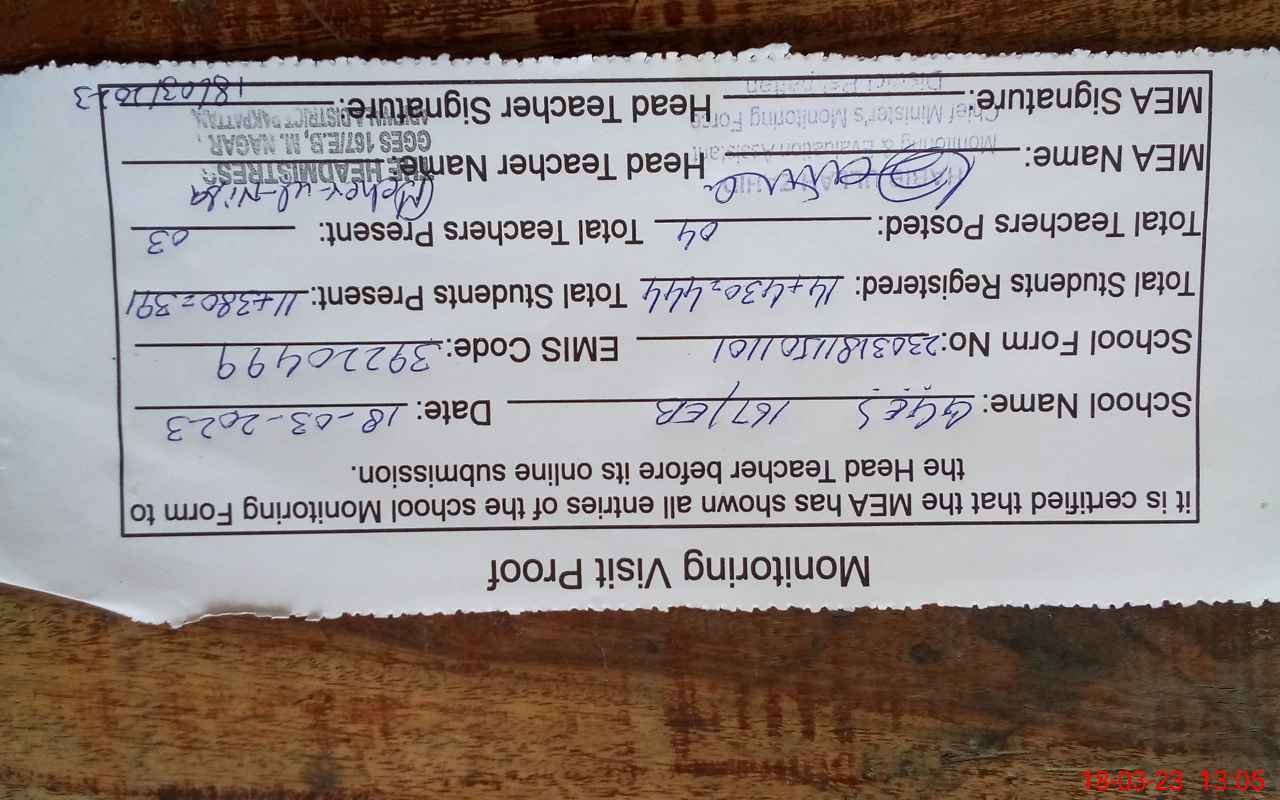 Monitoring Visit Proof
it is certified that the MEA has shown all entries of the school Monitoring Form to
the Head Teacher before its online submission.
School Name: GGES 167/EB Date: 18-03-2023
School Form No: 230318115011101 EMIS Code: 39220499
Total Students Registered: 14+430=444 Total Students Present: 11+380=391
Total Teachers Posted: 04 Total Teachers Present: 03
Meher-ul-Nisa
MEA Name: Head Teacher Name:
HEADMISTRESS
Monitoring & Evaluation Assistant
GGES 167/E.B, M. NAGAR
Chief Minister's Monitoring Force
DISTRICT PAKPATTAN
MEA Signature: Head Teacher Signature:
District Pakpattan
18/03/2023
18-03-23 13:05